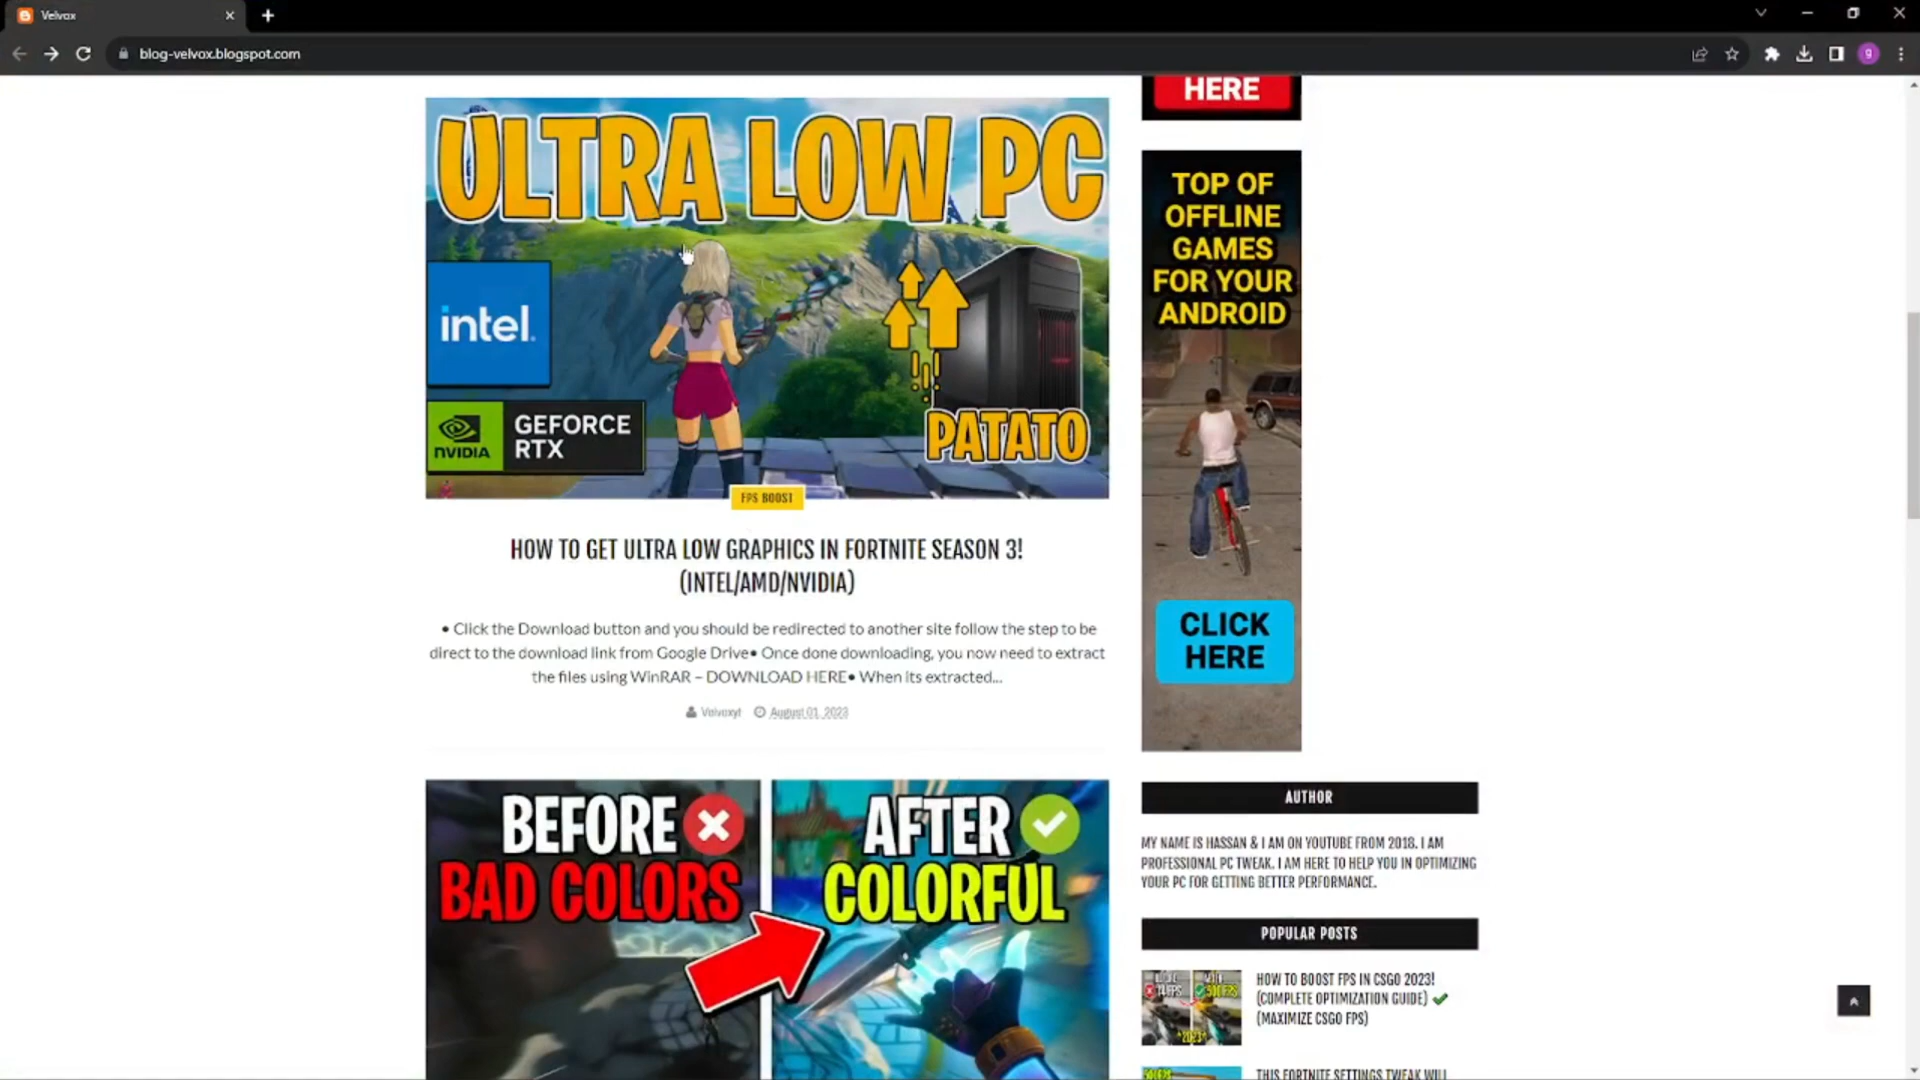 Velvox
blog-velvox.blogspot.com
g
HERE
ULTRA LOW PC
intel.
NVIDIA
GEFORCE
RTX
PATATO
TOP OF
OFFLINE
GAMES
FOR YOUR
ANDROID
CLICK
HERE
FPS BOOST
HOW TO GET ULTRA LOW GRAPHICS IN FORTNITE SEASON 3!
(INTEL/AMD/NVIDIA)
• Click the Download button and you should be redirected to another site follow the step to be
direct to the download link from Google Drive• Once done downloading, you now need to extract
the files using WinRAR – DOWNLOAD HERE• When its extracted...
Velvoxyt August 01, 2023
BEFORE
BAD COLORS
AFTER
COLORFUL
AUTHOR
MY NAME IS HASSAN & I AM ON YOUTUBE FROM 2018. I AM
PROFESSIONAL PC TWEAK. I AM HERE TO HELP YOU IN OPTIMIZING
YOUR PC FOR GETTING BETTER PERFORMANCE.
POPULAR POSTS
HOW TO BOOST FPS IN CSGO 2023!
(COMPLETE OPTIMIZATION GUIDE) ✔
(MAXIMIZE CSGO FPS)
THIS FORTNITE SETTINGS TWEAK WILL